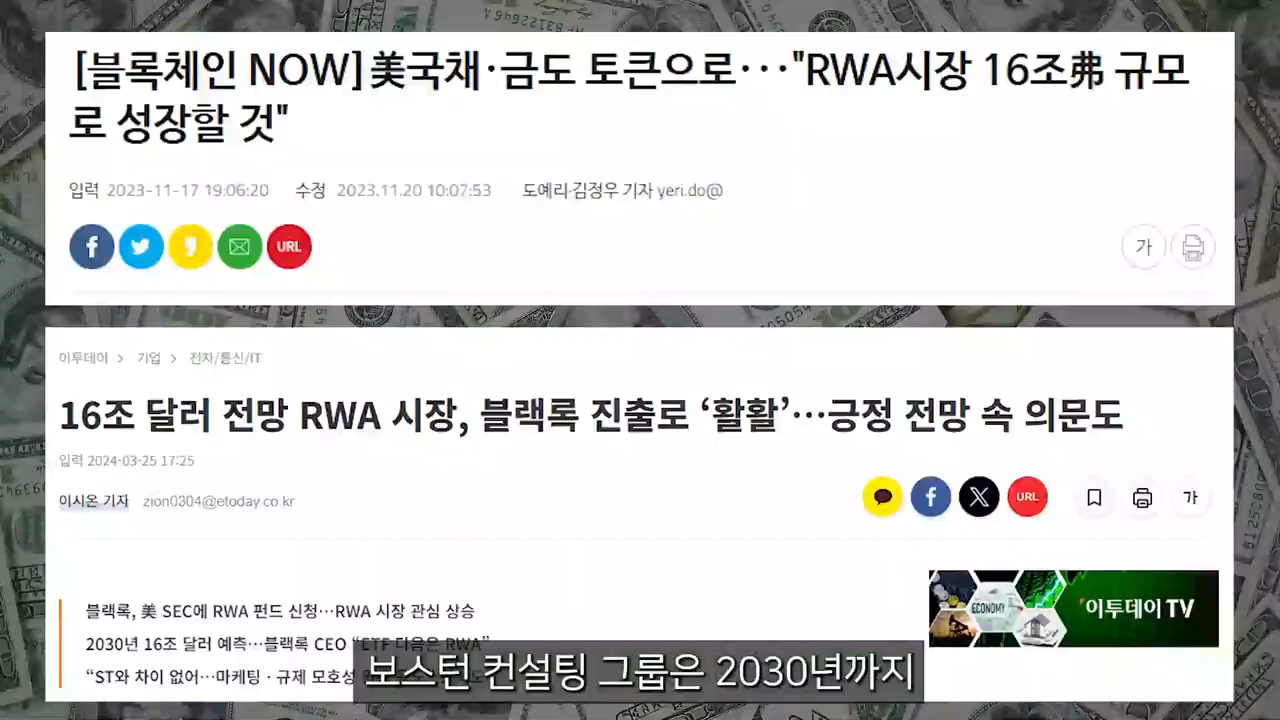 [블록체인 NOW]美국채·금도 토큰으로···"RWA시장 16조弗 규모
로 성장할 것"
입력 2023-11-17 19:06:20 수정 2023.11.20 10:07:53 도예리·김정우 기자 yeri.do@
URL
가
이투데이 > 기업 > 전자/통신/IT
16조 달러 전망 RWA 시장, 블랙록 진출로 ‘활활’…긍정 전망 속 의문도
입력 2024-03-25 17:25
이시온 기자 zion0304@etoday.co.kr
URL
가
블랙록, 美 SEC에 RWA 펀드 신청…RWA 시장 관심 상승
2030년 16조 달러 예측…블랙록 CEO “ETF 다음은 RWA”
“ST와 차이 없어…마케팅·규제 모호성
ECONOMY
이투데이 TV
보스턴 컨설팅 그룹은 2030년까지